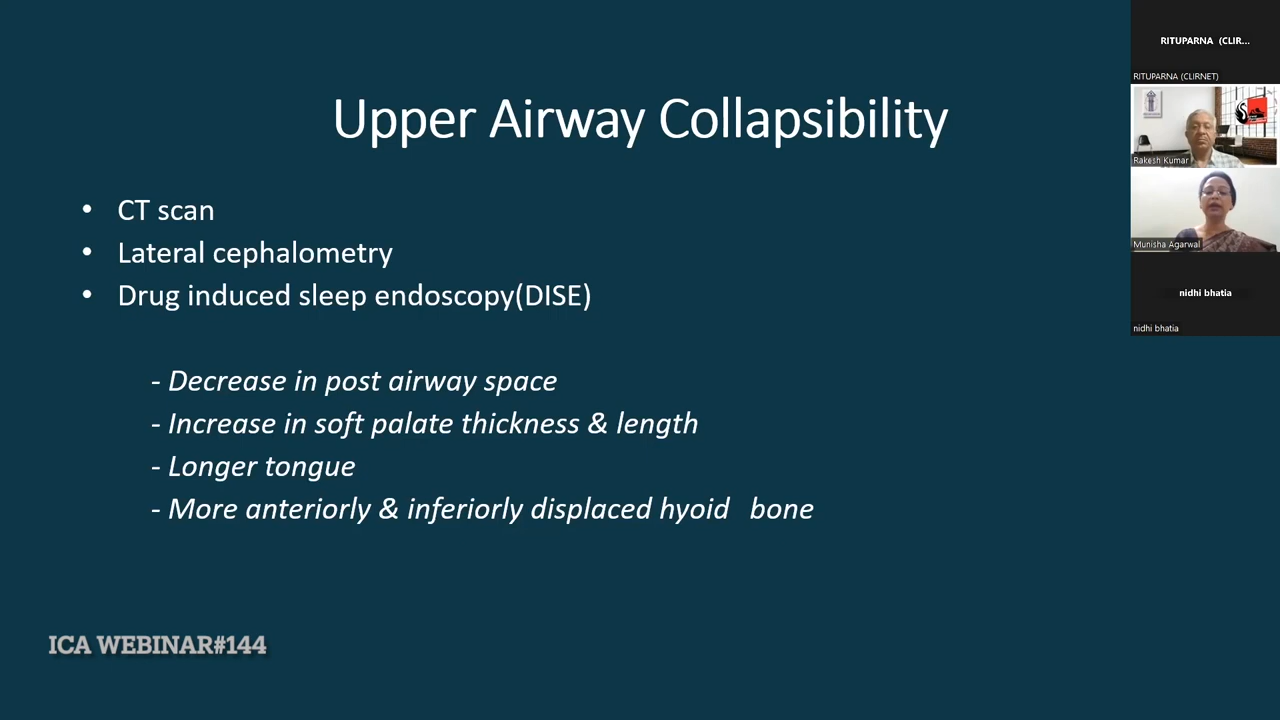 Upper Airway Collapsibility
• CT scan
• Lateral cephalometry
• Drug induced sleep endoscopy(DISE)
- Decrease in post airway space
- Increase in soft palate thickness & length
- Longer tongue
- More anteriorly & inferiorly displaced hyoid bone
ICA WEBINAR#144
RITUPARNA (CLIR...
RITUPARNA (CLIRNET)
Rakesh Kumar
Munisha Agarwal
nidhi bhatia
nidhi bhatia